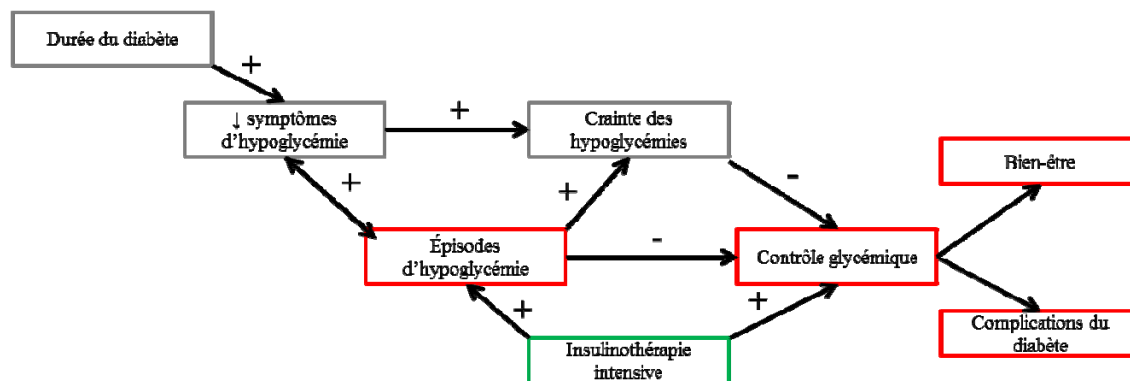 Durée du diabète
+
↓ symptômes
d'hypoglycémie
+
Crainte des
hypoglycémies
-
Bien-être
+
+
Épisodes
d'hypoglycémie
-
Contrôle glycémique
+
+
Complications du
diabète
Insulinothérapie
intensive